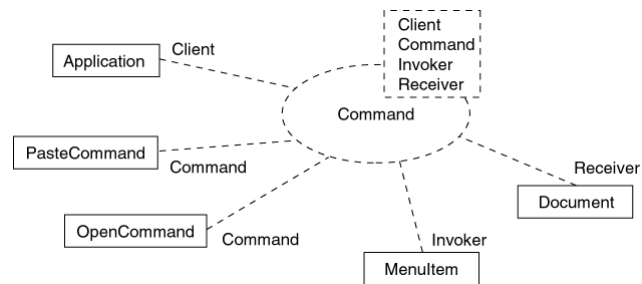 Client
Command
Invoker
Receiver
Client
Application
Command
PasteCommand
Command
Receiver
Document
OpenCommand
Command
Invoker
MenuItem